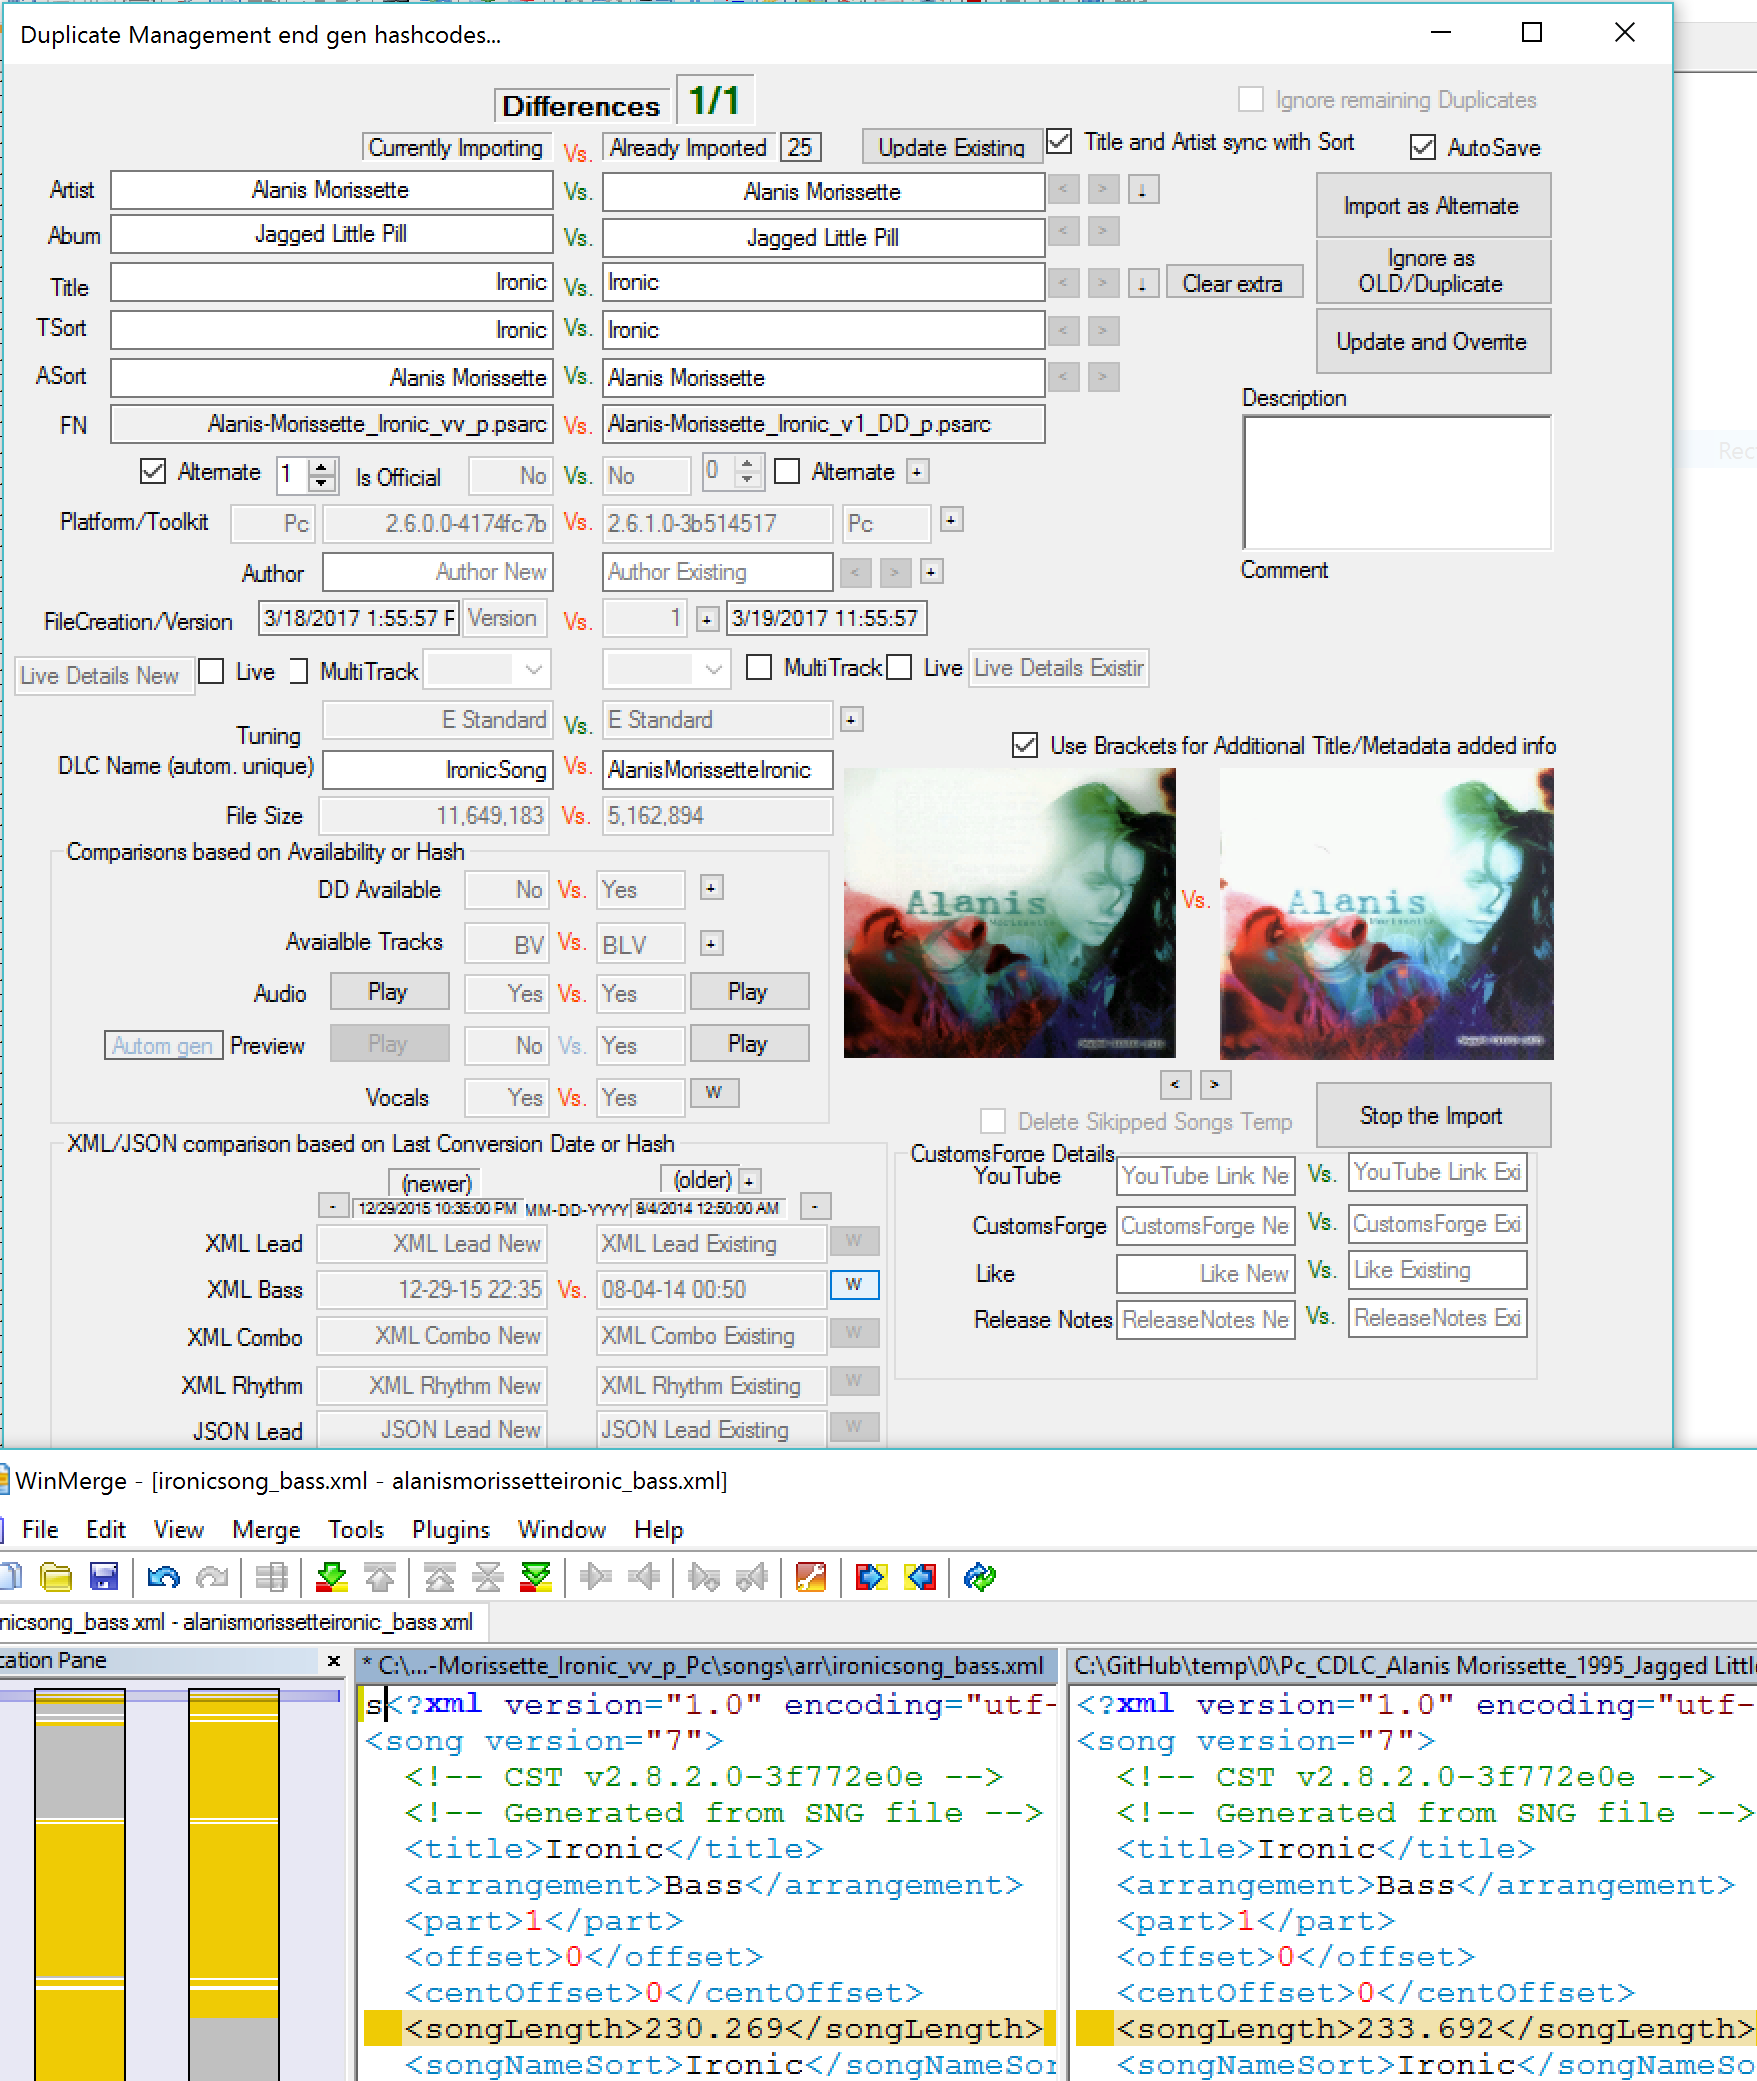 Duplicate Management end gen hashcodes...
Differences 1/1
Ignore remaining Duplicates
Currently Importing Vs. Already Imported 25 Update Existing Title and Artist sync with Sort AutoSave
Artist Alanis Morissette Vs. Alanis Morissette < > ↓ Import as Alternate
Abum Jagged Little Pill Vs. Jagged Little Pill < >
Title Ironic Vs. Ironic < > ↓ Clear extra Ignore as OLD/Duplicate
TSort Ironic Vs. Ironic < > Update and Overrite
ASort Alanis Morissette Vs. Alanis Morissette < >
Description
FN Alanis-Morissette_Ironic_vv_p.psarc Vs. Alanis-Morissette_Ironic_v1_DD_p.psarc
Rec
Alternate 1 Is Official No Vs. No 0 Alternate +
Platform/Toolkit Pc 2.6.0.0-4174fc7b Vs. 2.6.1.0-3b514517 Pc +
Author Author New Author Existing < > + Comment
FileCreation/Version 3/18/2017 1:55:57 P Version Vs. 1 + 3/19/2017 11:55:57
Live Details New Live MultiTrack MultiTrack Live Live Details Existir
Tuning E Standard Vs. E Standard +
Use Brackets for Additional Title/Metadata added info
DLC Name (autom. unique) IronicSong Vs. AlanisMorissetteIronic
File Size 11,649,183 Vs. 5,162,894
Comparisons based on Availability or Hash
DD Available No Vs. Yes +
Alanis Morissette Vs. Alanis Morissette
Avaialble Tracks BV Vs. BLV +
Audio Play Yes Vs. Yes Play
Autom gen Preview Play No Vs. Yes Play
Vocals Yes Vs. Yes W
< >
Delete Sikipped Songs Temp Stop the Import
XML/JSON comparison based on Last Conversion Date or Hash
(newer) (older) +
- 12/29/2015 10:35:00 PM MM-DD-YYYY 8/4/2014 12:50:00 AM -
XML Lead XML Lead New XML Lead Existing W
XML Bass 12-29-15 22:35 Vs. 08-04-14 00:50 W
XML Combo XML Combo New XML Combo Existing W
XML Rhythm XML Rhythm New XML Rhythm Existing W
JSON Lead JSON Lead New JSON Lead Existing W
CustomsForge Details
YouTube YouTube Link Ne Vs. YouTube Link Exi
CustomsForge CustomsForge Ne Vs. CustomsForge Exi
Like Like New Vs. Like Existing
Release Notes ReleaseNotes Ne Vs. ReleaseNotes Exi
WinMerge - [ironicsong_bass.xml - alanismorissetteironic_bass.xml]
File Edit View Merge Tools Plugins Window Help
nicsong_bass.xml - alanismorissetteironic_bass.xml
cation Pane x
* C:\...-Morissette_Ironic_vv_p_Pc\songs\arr\ironicsong_bass.xml
s<?xml version="1.0" encoding="utf-
<song version="7">
<!-- CST v2.8.2.0-3f772e0e -->
<!-- Generated from SNG file -->
<title>Ironic</title>
<arrangement>Bass</arrangement>
<part>1</part>
<offset>0</offset>
<centOffset>0</centOffset>
<songLength>230.269</songLength>
<songNameSort>Ironic</songNameSor
C:\GitHub\temp\0\Pc_CDLC_Alanis Morissette_1995_Jagged Little
<?xml version="1.0" encoding="utf-
<song version="7">
<!-- CST v2.8.2.0-3f772e0e -->
<!-- Generated from SNG file -->
<title>Ironic</title>
<arrangement>Bass</arrangement>
<part>1</part>
<offset>0</offset>
<centOffset>0</centOffset>
<songLength>233.692</songLength>
<songNameSort>Ironic</songNameSo